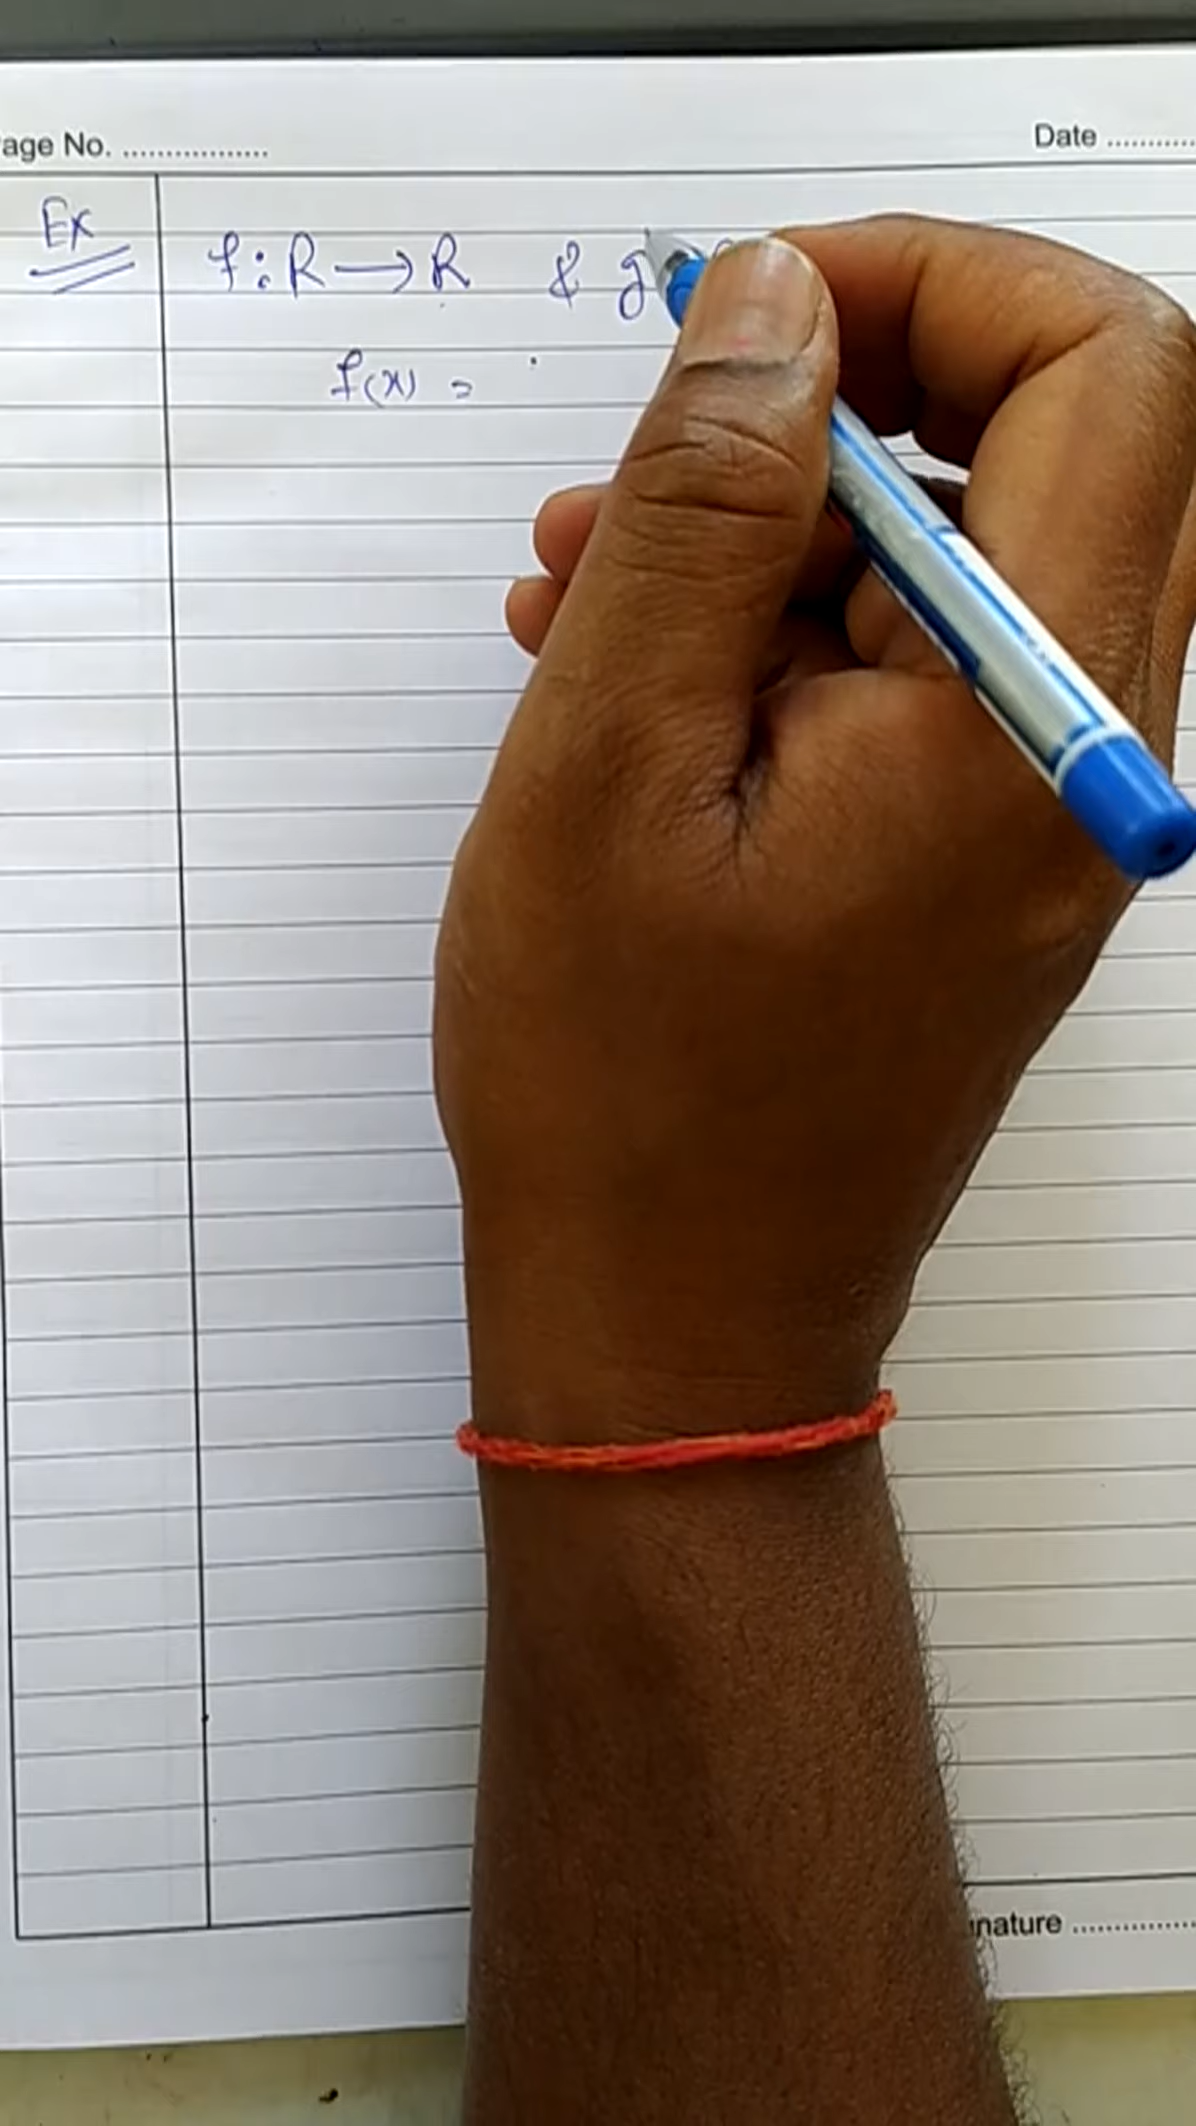 Page No. .................
Date ...........
Ex
f : R → R & g
f(x) =
nature .............